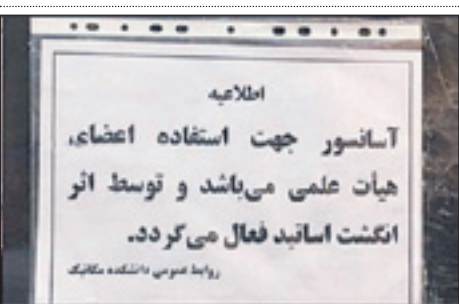 اطلاعیه
آسانسور جهت استفاده اعضای
هیأت علمی می‌باشد و توسط اثر
انگشت اساتید فعال می‌گردد.
روابط عمومی دانشکده مکانیک